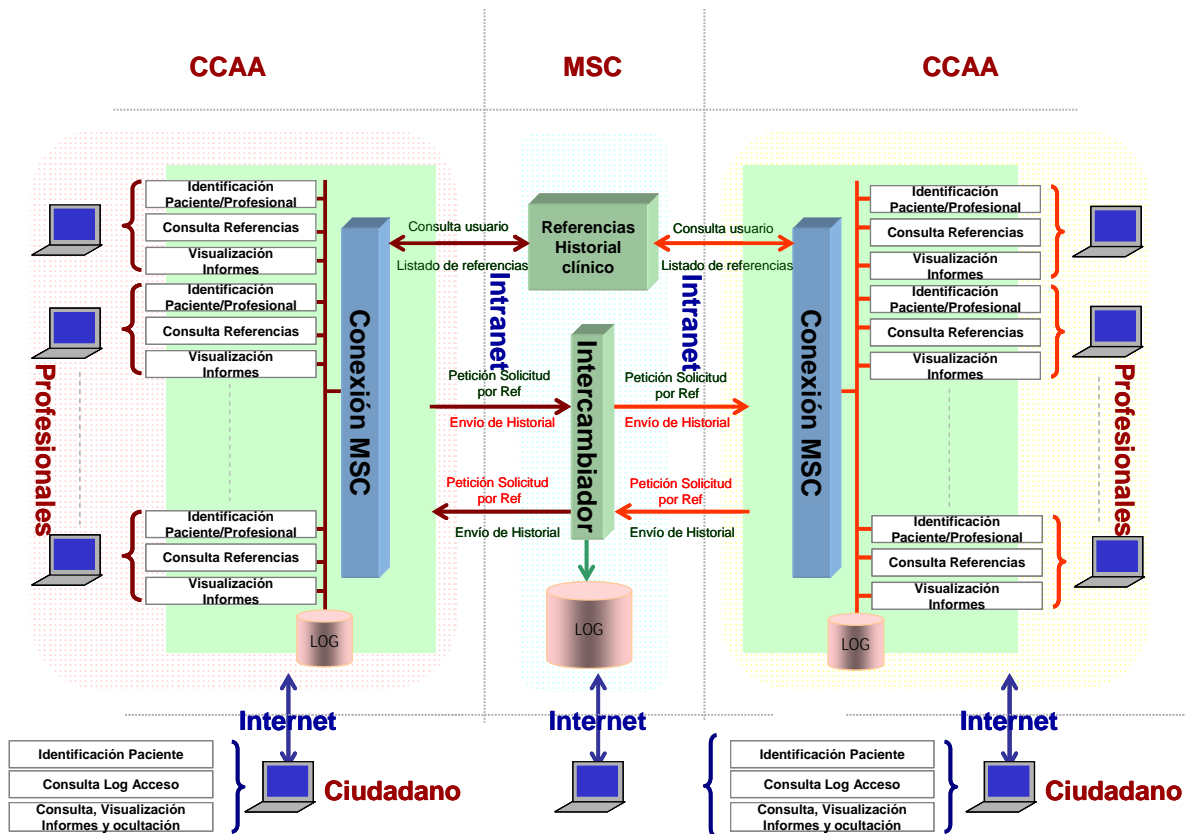 CCAA
MSC
CCAA
Identificación
Paciente/Profesional
Consulta Referencias
Visualización
Informes
Identificación
Paciente/Profesional
Consulta Referencias
Visualización
Informes
Identificación
Paciente/Profesional
Consulta Referencias
Visualización
Informes
Profesionales
Conexión MSC
LOG
Consulta usuario
Listado de referencias
Intranet
Referencias
Historial
clínico
Consulta usuario
Listado de referencias
Intranet
Petición Solicitud
por Ref
Envío de Historial
Petición Solicitud
por Ref
Envío de Historial
Intercambiador
Petición Solicitud
por Ref
Envío de Historial
Petición Solicitud
por Ref
Envío de Historial
LOG
Conexión MSC
Identificación
Paciente/Profesional
Consulta Referencias
Visualización
Informes
Identificación
Paciente/Profesional
Consulta Referencias
Visualización
Informes
Identificación
Paciente/Profesional
Consulta Referencias
Visualización
Informes
Profesionales
LOG
Internet
Internet
Internet
Identificación Paciente
Consulta Log Acceso
Consulta, Visualización
Informes y ocultación
Ciudadano
Identificación Paciente
Consulta Log Acceso
Consulta, Visualización
Informes y ocultación
Ciudadano